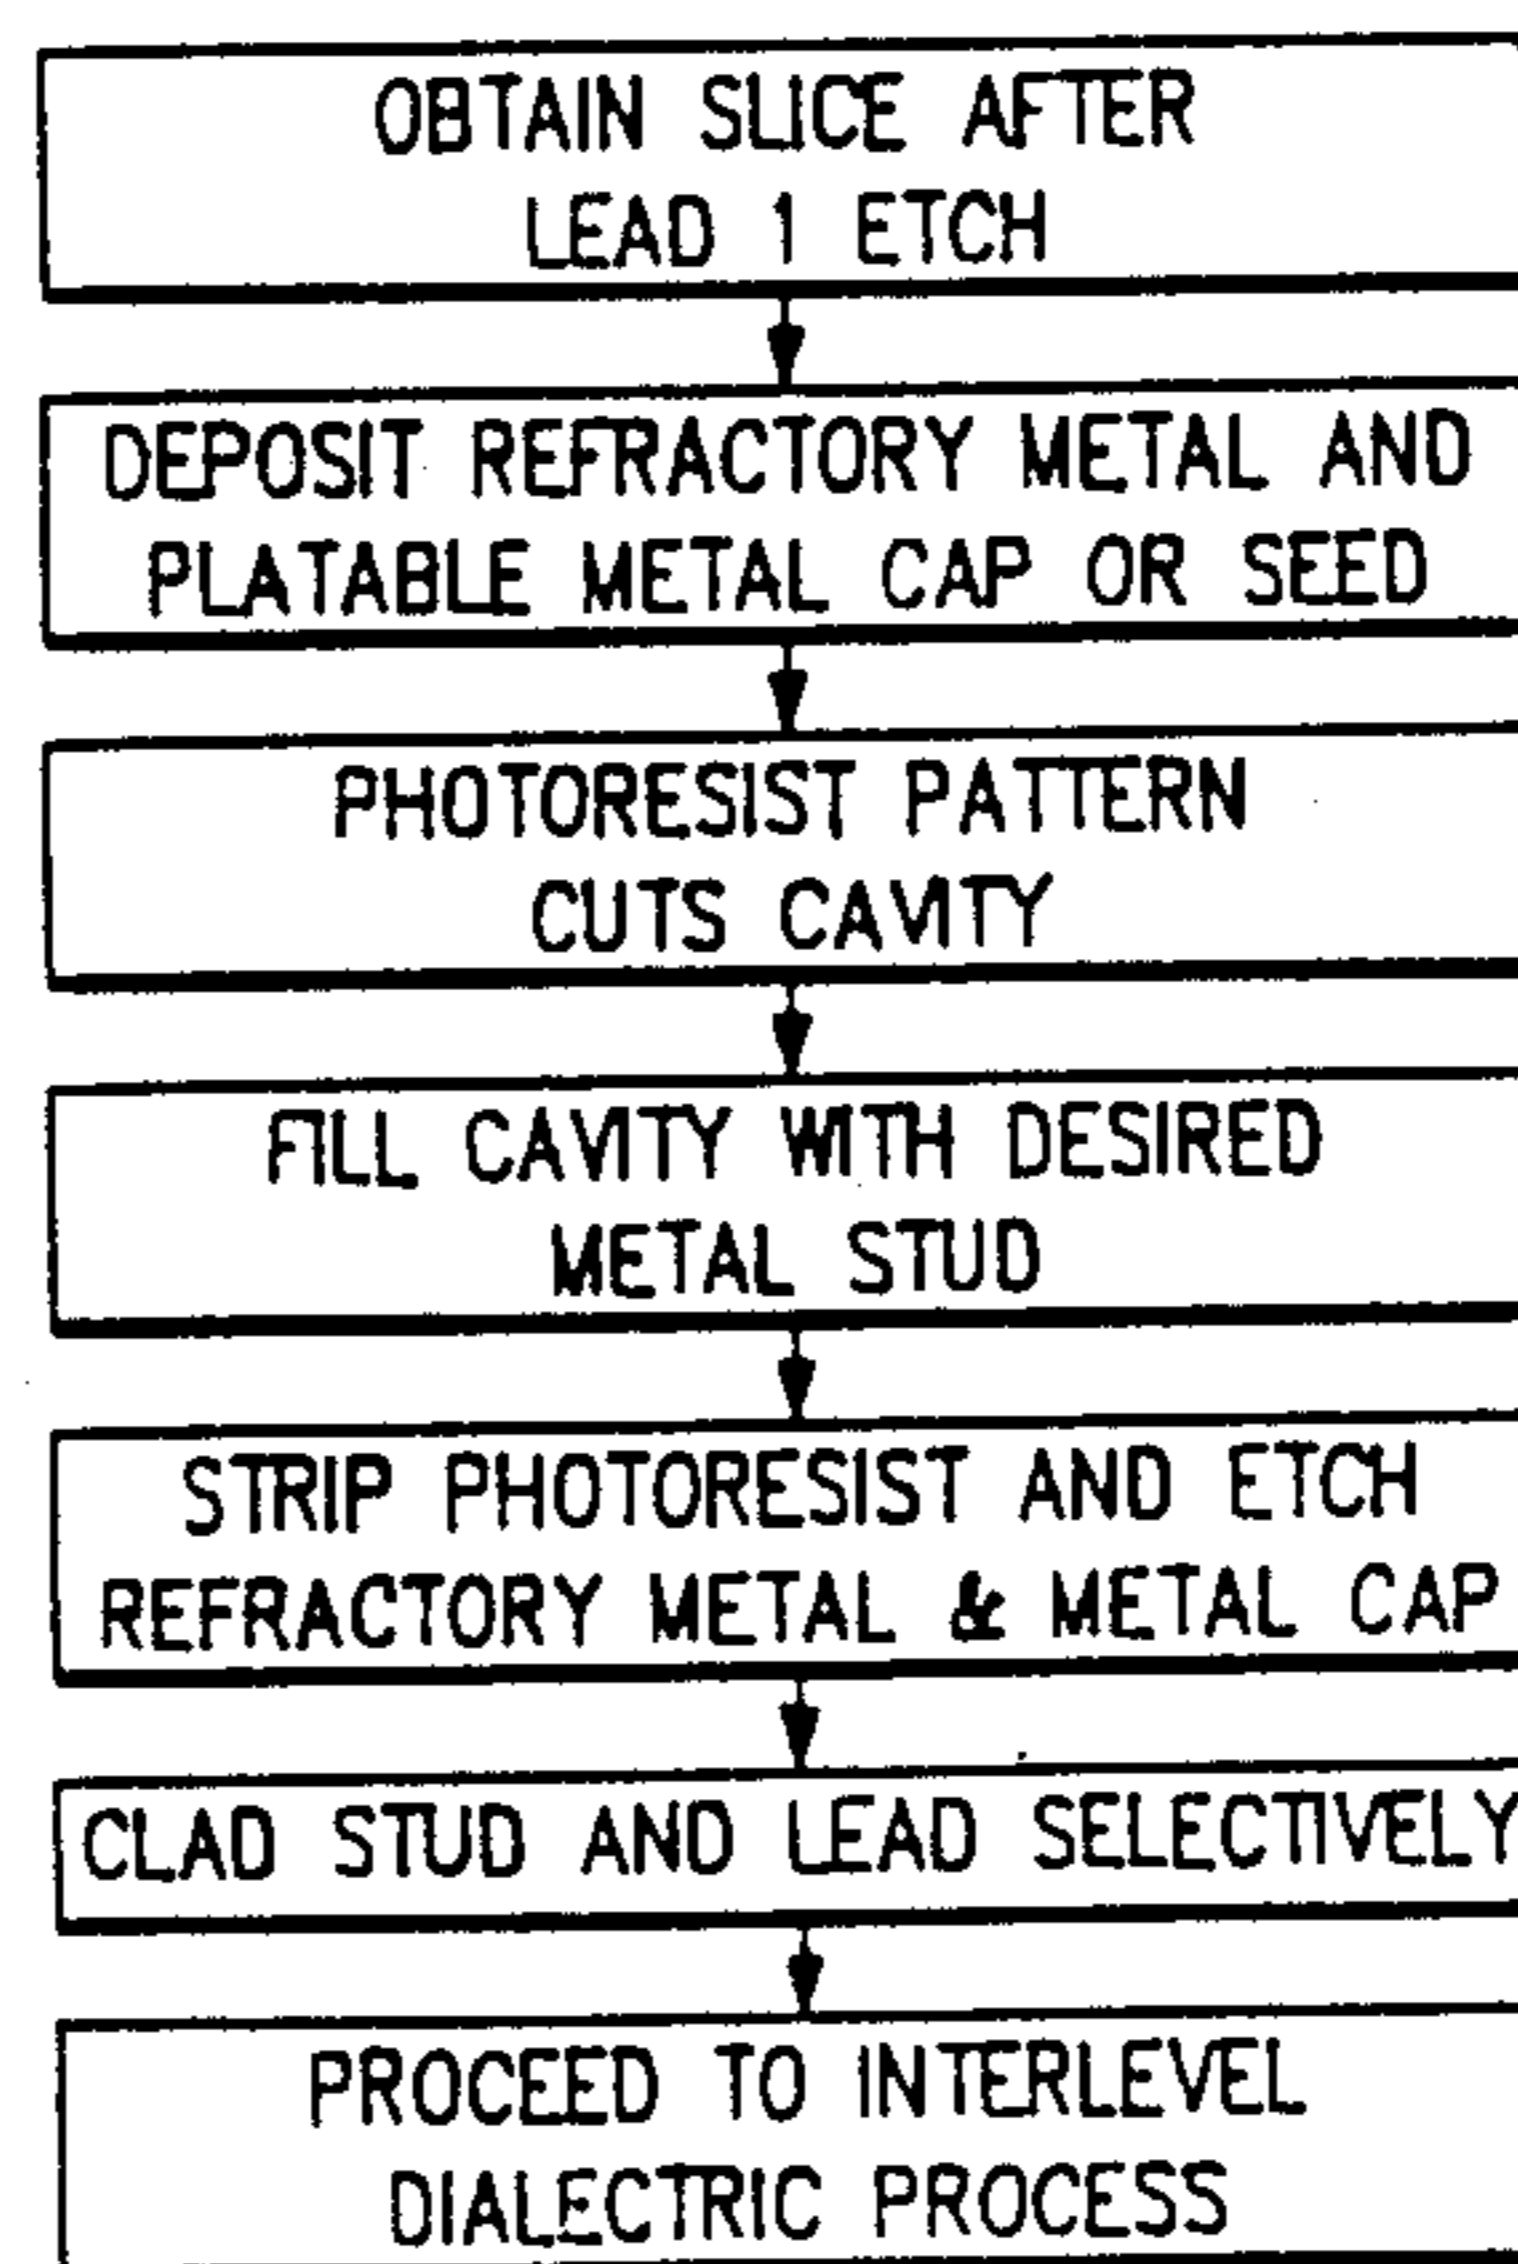 OBTAIN SLICE AFTER
LEAD 1 ETCH
DEPOSIT REFRACTORY METAL AND
PLATABLE METAL CAP OR SEED
PHOTORESIST PATTERN
CUTS CAVITY
FILL CAVITY WITH DESIRED
METAL STUD
STRIP PHOTORESIST AND ETCH
REFRACTORY METAL & METAL CAP
CLAD STUD AND LEAD SELECTIVELY
PROCEED TO INTERLEVEL
DIALECTRIC PROCESS